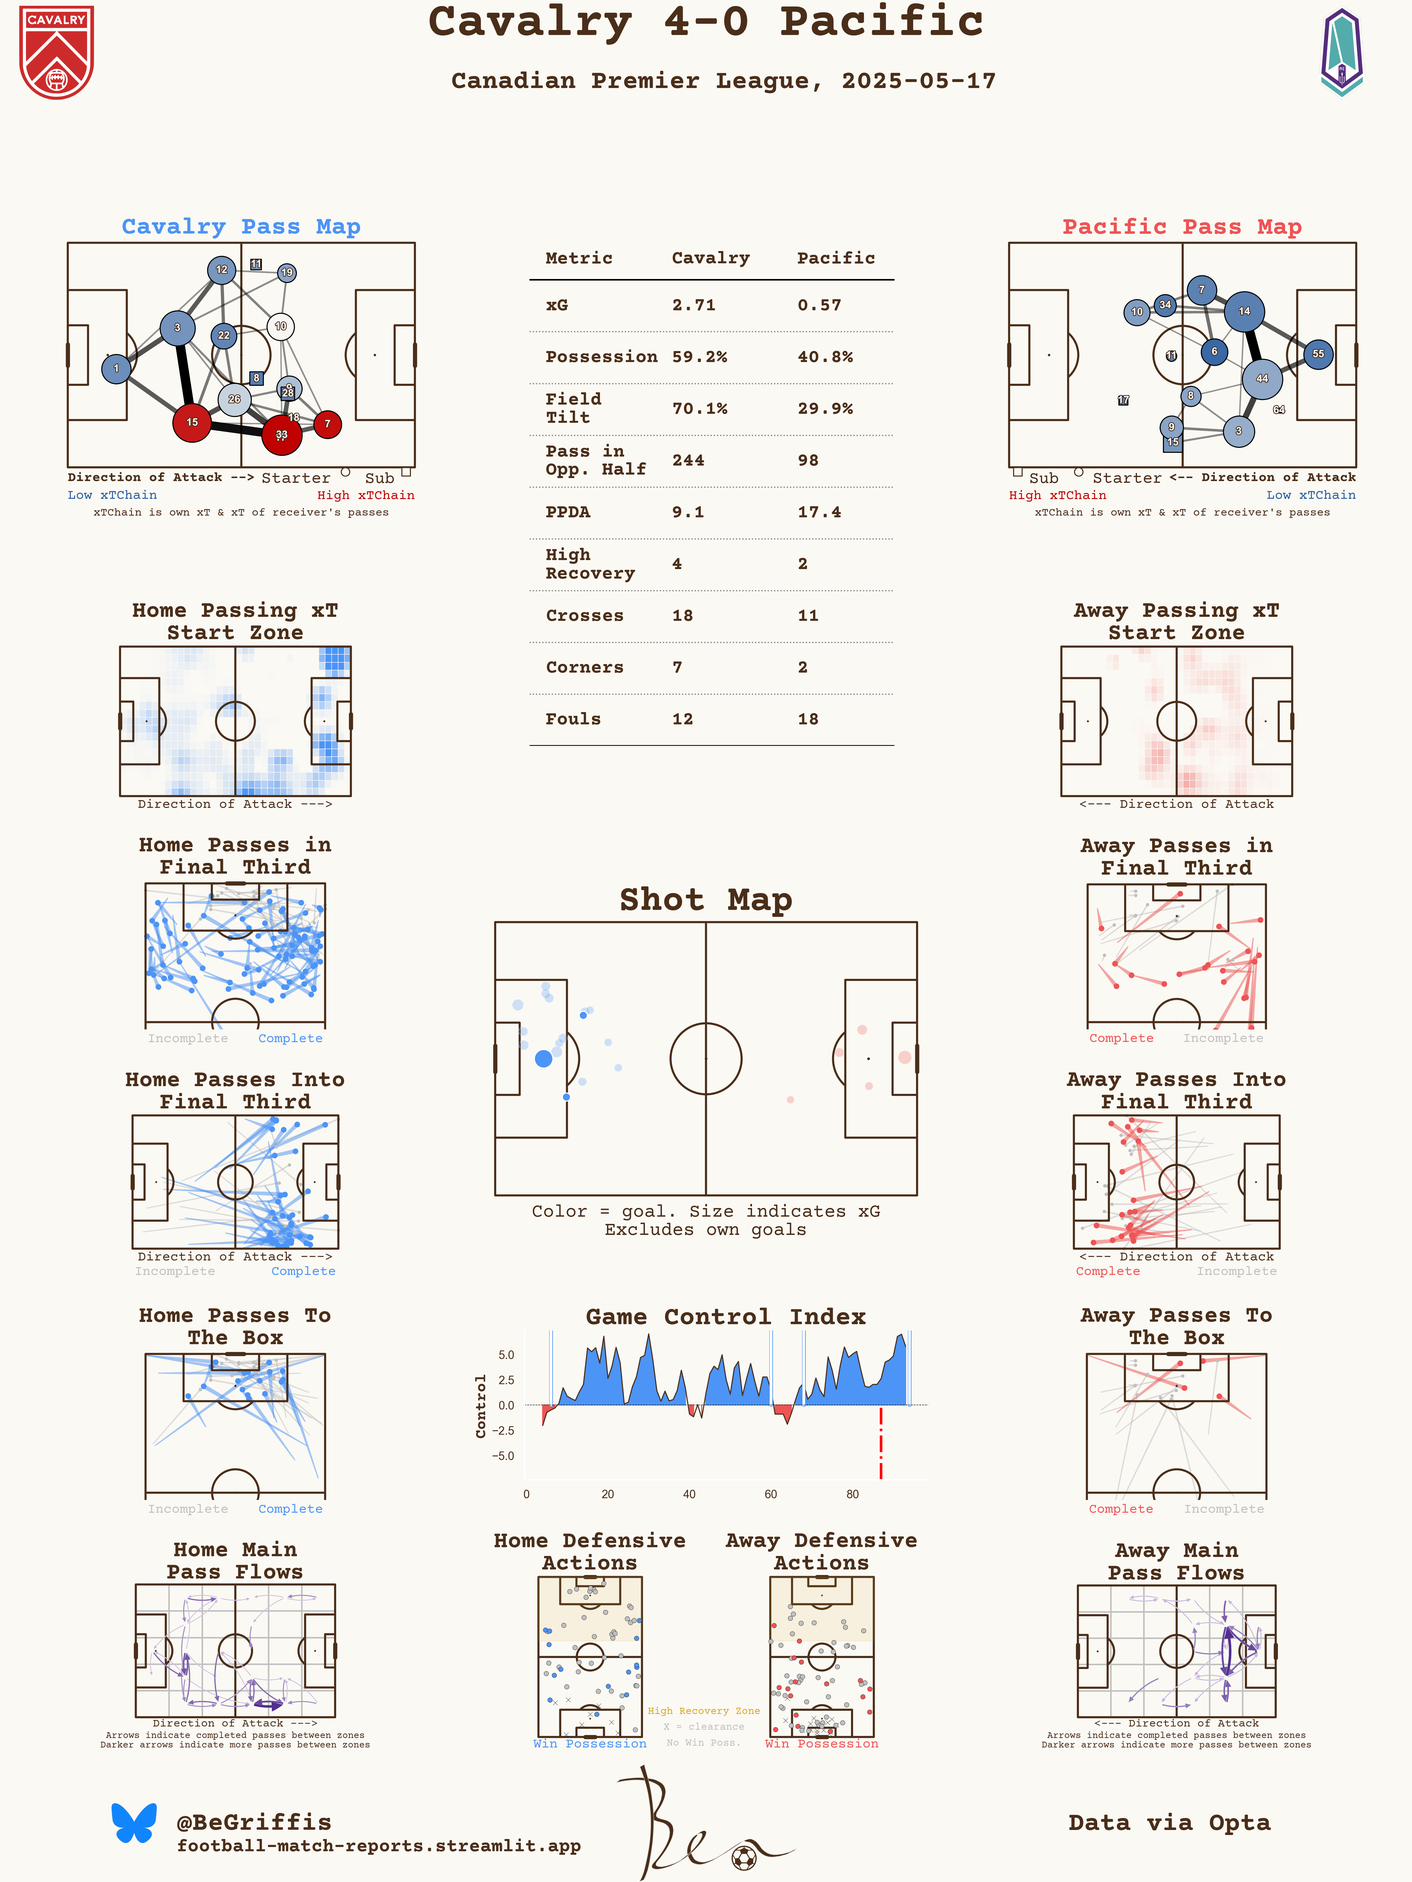 CAVALRY
Cavalry 4-0 Pacific
Canadian Premier League, 2025-05-17
Cavalry Pass Map
12
11
19
3
22
10
1
8
28
26
18
15
33
7
Direction of Attack --> Starter Sub
Low xTChain High xTChain
xTChain is own xT & xT of receiver's passes
Metric Cavalry Pacific
xG 2.71 0.57
Possession 59.2% 40.8%
Field
Tilt 70.1% 29.9%
Pass in
Opp. Half 244 98
PPDA 9.1 17.4
High
Recovery 4 2
Crosses 18 11
Corners 7 2
Fouls 12 18
Pacific Pass Map
7
34
10
14
11
6
55
44
17
8
64
9
3
15
Sub Starter <-- Direction of Attack
High xTChain Low xTChain
xTChain is own xT & xT of receiver's passes
Home Passing xT
Start Zone
Direction of Attack --->
Away Passing xT
Start Zone
<--- Direction of Attack
Home Passes in
Final Third
Incomplete Complete
Away Passes in
Final Third
Complete Incomplete
Shot Map
Color = goal. Size indicates xG
Excludes own goals
Home Passes Into
Final Third
Direction of Attack --->
Incomplete Complete
Away Passes Into
Final Third
<--- Direction of Attack
Complete Incomplete
Home Passes To
The Box
Incomplete Complete
Game Control Index
Control
5.0
2.5
0.0
−2.5
−5.0
0 20 40 60 80
Away Passes To
The Box
Complete Incomplete
Home Main
Pass Flows
Direction of Attack --->
Arrows indicate completed passes between zones
Darker arrows indicate more passes between zones
Home Defensive
Actions
Win Possession
High Recovery Zone
X = clearance
No Win Poss.
Away Defensive
Actions
Win Possession
Away Main
Pass Flows
<--- Direction of Attack
Arrows indicate completed passes between zones
Darker arrows indicate more passes between zones
@BeGriffis
football-match-reports.streamlit.app
Ben
Data via Opta